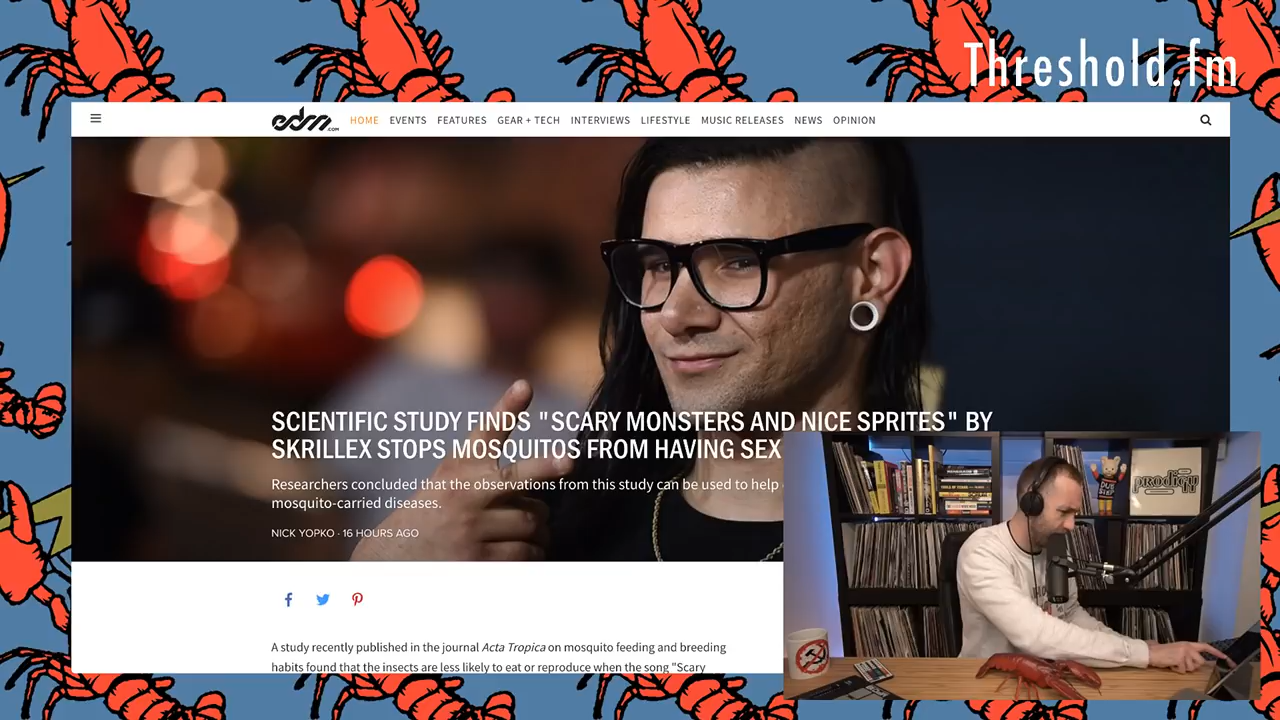 Threshold.fm
edm.com
HOME EVENTS FEATURES GEAR + TECH INTERVIEWS LIFESTYLE MUSIC RELEASES NEWS OPINION
SCIENTIFIC STUDY FINDS "SCARY MONSTERS AND NICE SPRITES" BY
SKRILLEX STOPS MOSQUITOS FROM HAVING SEX
Researchers concluded that the observations from this study can be used to help
mosquito-carried diseases.
NICK YOPKO - 16 HOURS AGO
A study recently published in the journal Acta Tropica on mosquito feeding and breeding
habits found that the insects are less likely to eat or reproduce when the song "Scary
prodigy